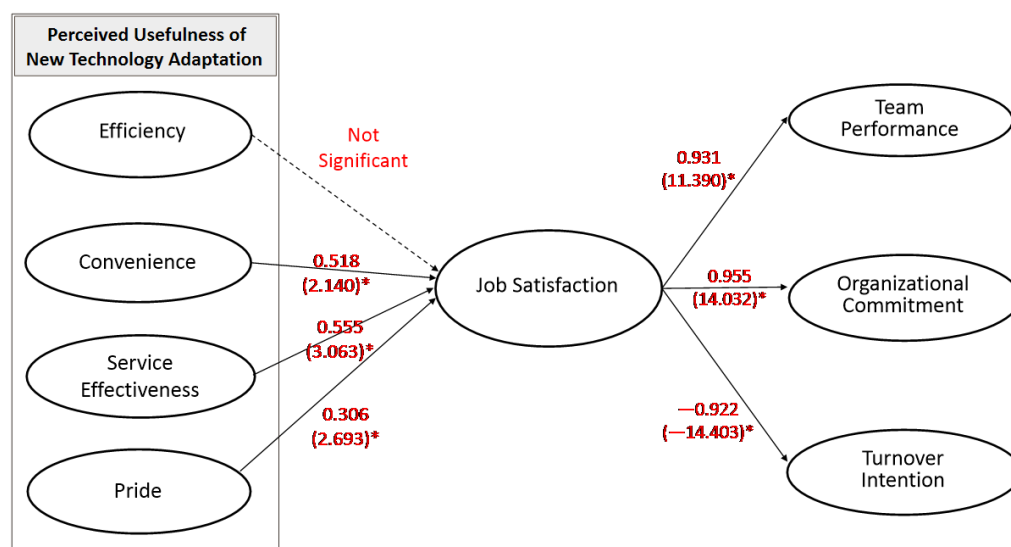 Perceived Usefulness of
New Technology Adaptation
Efficiency
Convenience
Service
Effectiveness
Pride
Not
Significant
0.518
(2.140)*
0.555
(3.063)*
0.306
(2.693)*
Job Satisfaction
0.931
(11.390)*
0.955
(14.032)*
—0.922
(—14.403)*
Team
Performance
Organizational
Commitment
Turnover
Intention